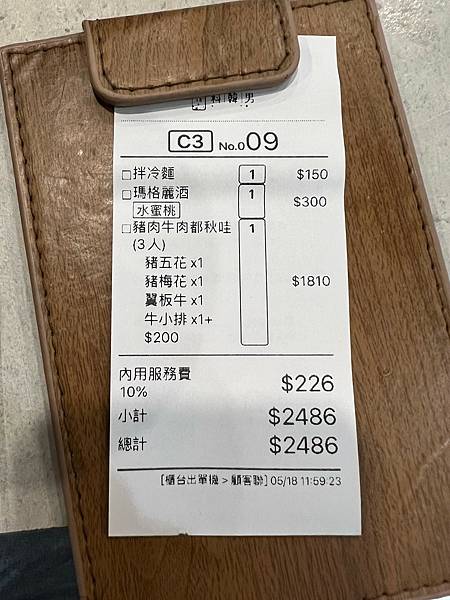 料韓男
C3 No.009
□拌冷麵 1 $150
□瑪格麗酒 1 $300
水蜜桃
□豬肉牛肉都秋哇 1
(3人)
豬五花 x1
豬梅花 x1 $1810
翼板牛 x1
牛小排 x1+
$200
內用服務費 $226
10%
小計 $2486
總計 $2486
[櫃台出單機 > 顧客聯] 05/18 11:59:23